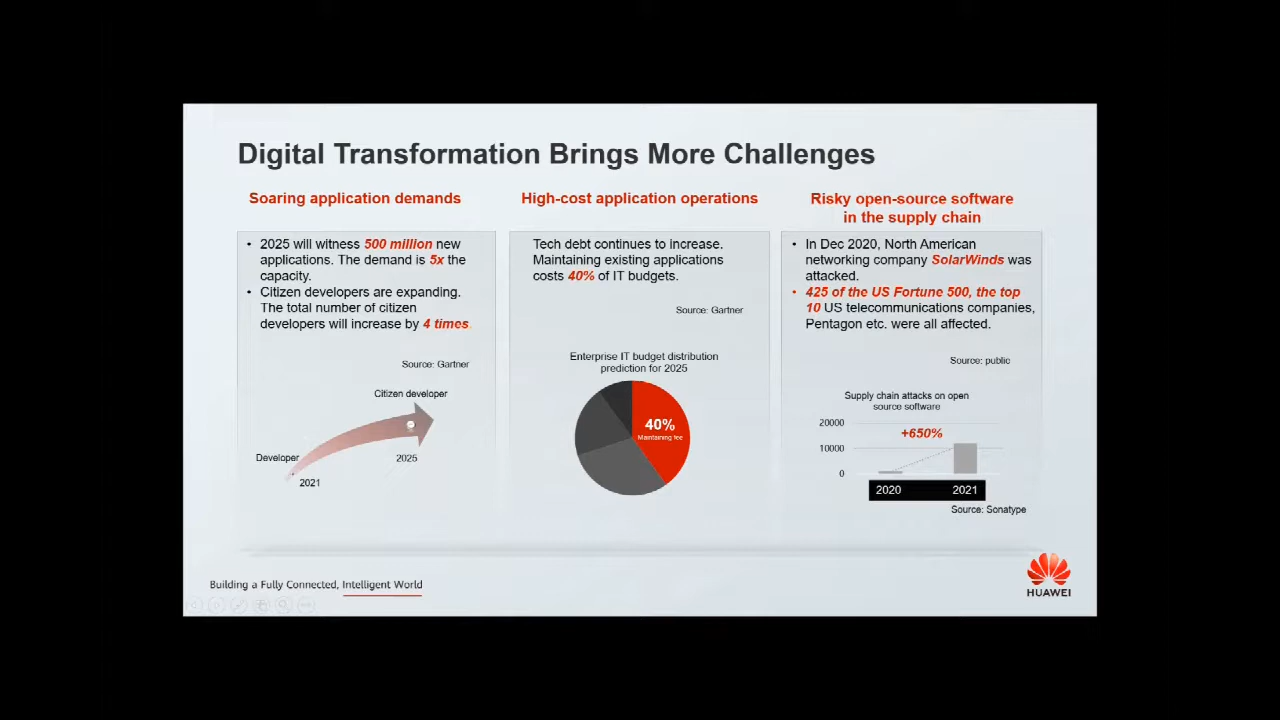 Digital Transformation Brings More Challenges
Soaring application demands
• 2025 will witness 500 million new
applications. The demand is 5x the
capacity.
• Citizen developers are expanding.
The total number of citizen
developers will increase by 4 times.
Source: Gartner
Citizen developer
Developer
2025
2021
High-cost application operations
Tech debt continues to increase.
Maintaining existing applications
costs 40% of IT budgets.
Source: Gartner
Enterprise IT budget distribution
prediction for 2025
40%
Maintaining fee
Risky open-source software
in the supply chain
• In Dec 2020, North American
networking company SolarWinds was
attacked.
• 425 of the US Fortune 500, the top
10 US telecommunications companies,
Pentagon etc. were all affected.
Source: public
Supply chain attacks on open
source software
20000
+650%
10000
0
2020 2021
Source: Sonatype
Building a Fully Connected, Intelligent World
HUAWEI